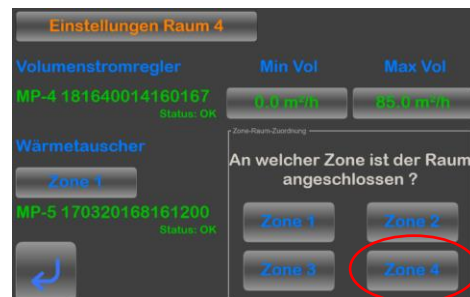 Einstellungen Raum 4
Volumenstromregler
Min Vol
Max Vol
MP-4 181640014160167
Status: OK
0.0 m³/h
85.0 m³/h
Zone-Raum-Zuordnung
Wärmetauscher
An welcher Zone ist der Raum
angeschlossen ?
Zone 1
MP-5 170320168161200
Status: OK
Zone 1
Zone 2
Zone 3
Zone 4